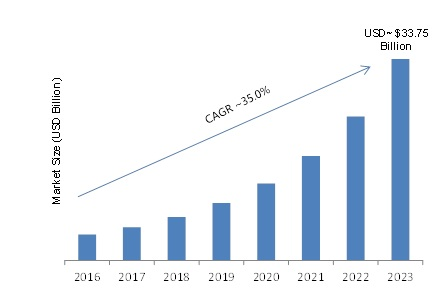 USD~ $33.75
Billion
CAGR ~35.0%
Market Size (USD Billion)
2016 2017 2018 2019 2020 2021 2022 2023